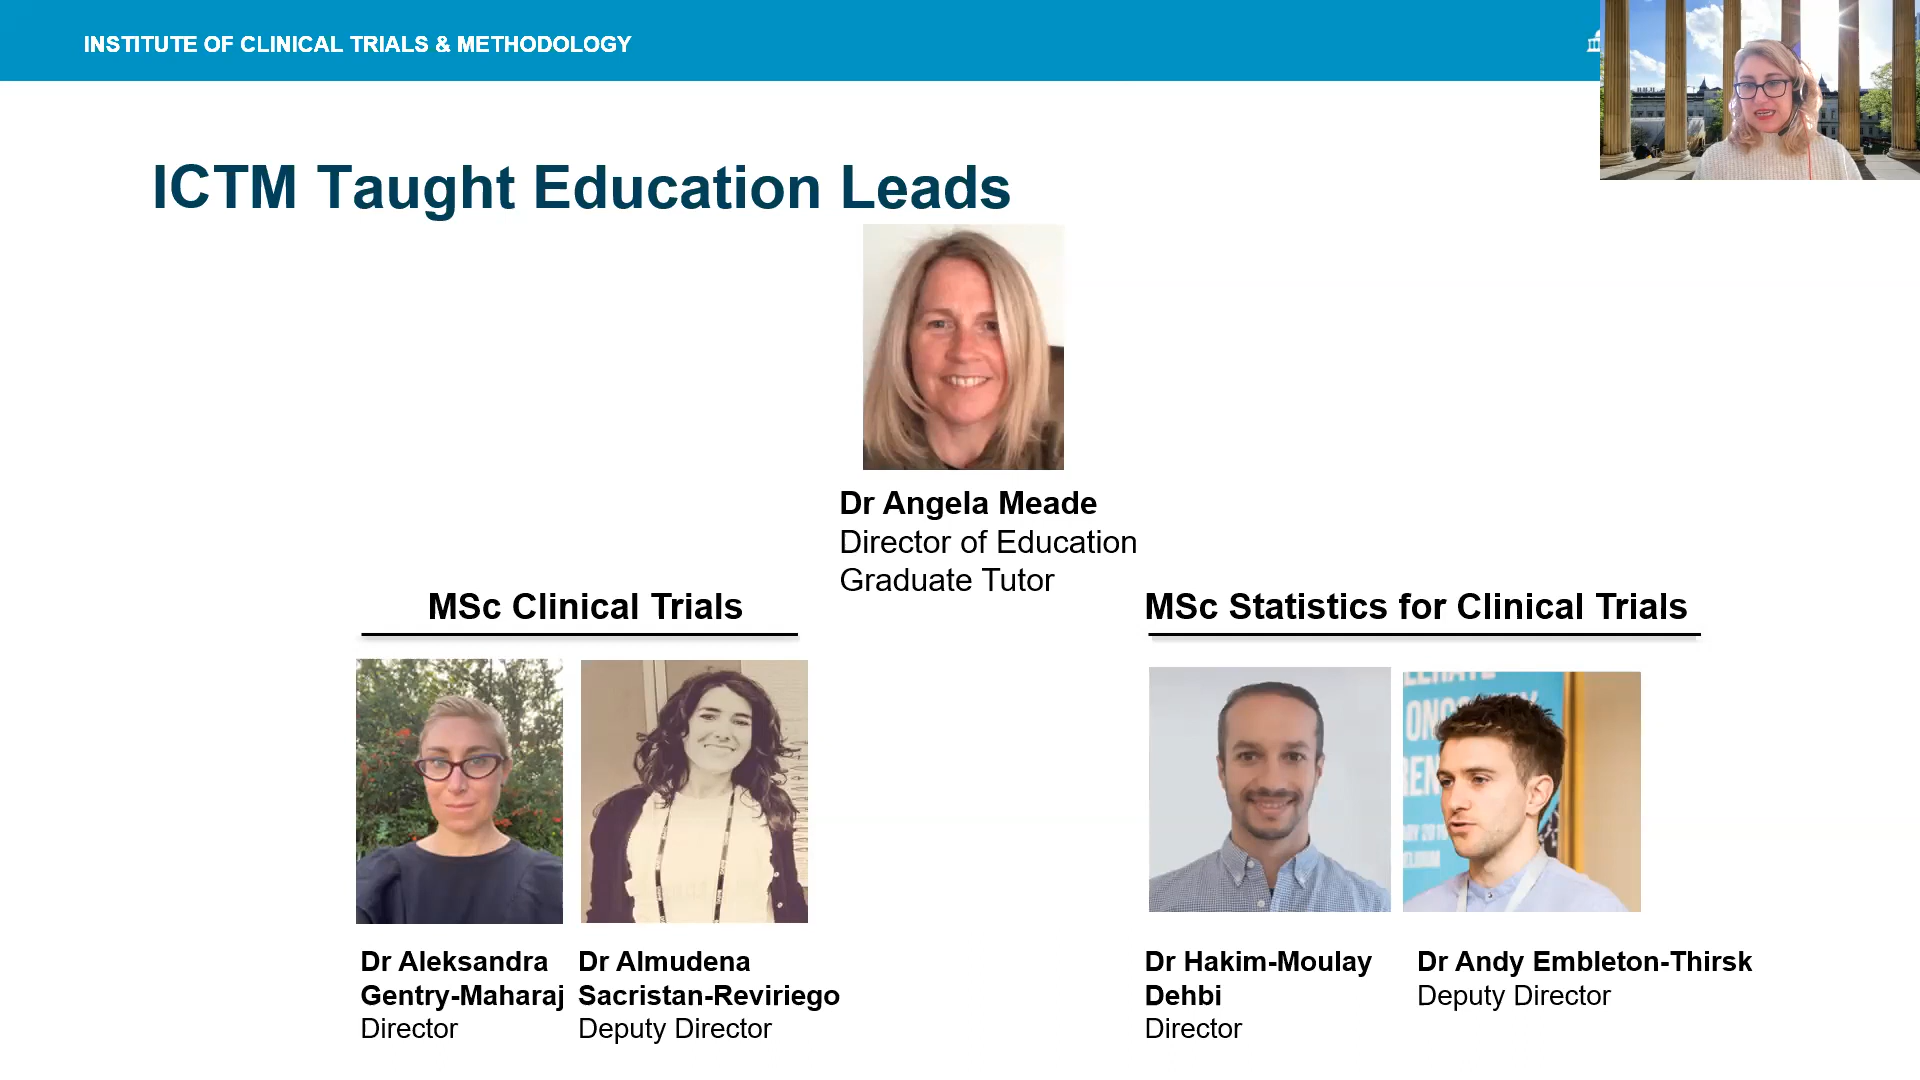 INSTITUTE OF CLINICAL TRIALS & METHODOLOGY
ICTM Taught Education Leads
Dr Angela Meade
Director of Education
Graduate Tutor
MSc Clinical Trials
MSc Statistics for Clinical Trials
Dr Aleksandra
Gentry-Maharaj
Director
Dr Almudena
Sacristan-Reviriego
Deputy Director
Dr Hakim-Moulay
Dehbi
Director
Dr Andy Embleton-Thirsk
Deputy Director